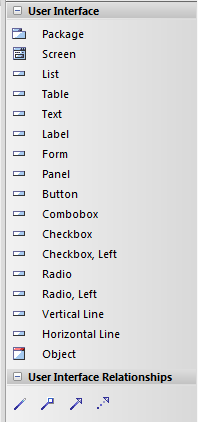 User Interface
Package
Screen
List
Table
Text
Label
Form
Panel
Button
Combobox
Checkbox
Checkbox, Left
Radio
Radio, Left
Vertical Line
Horizontal Line
Object
User Interface Relationships